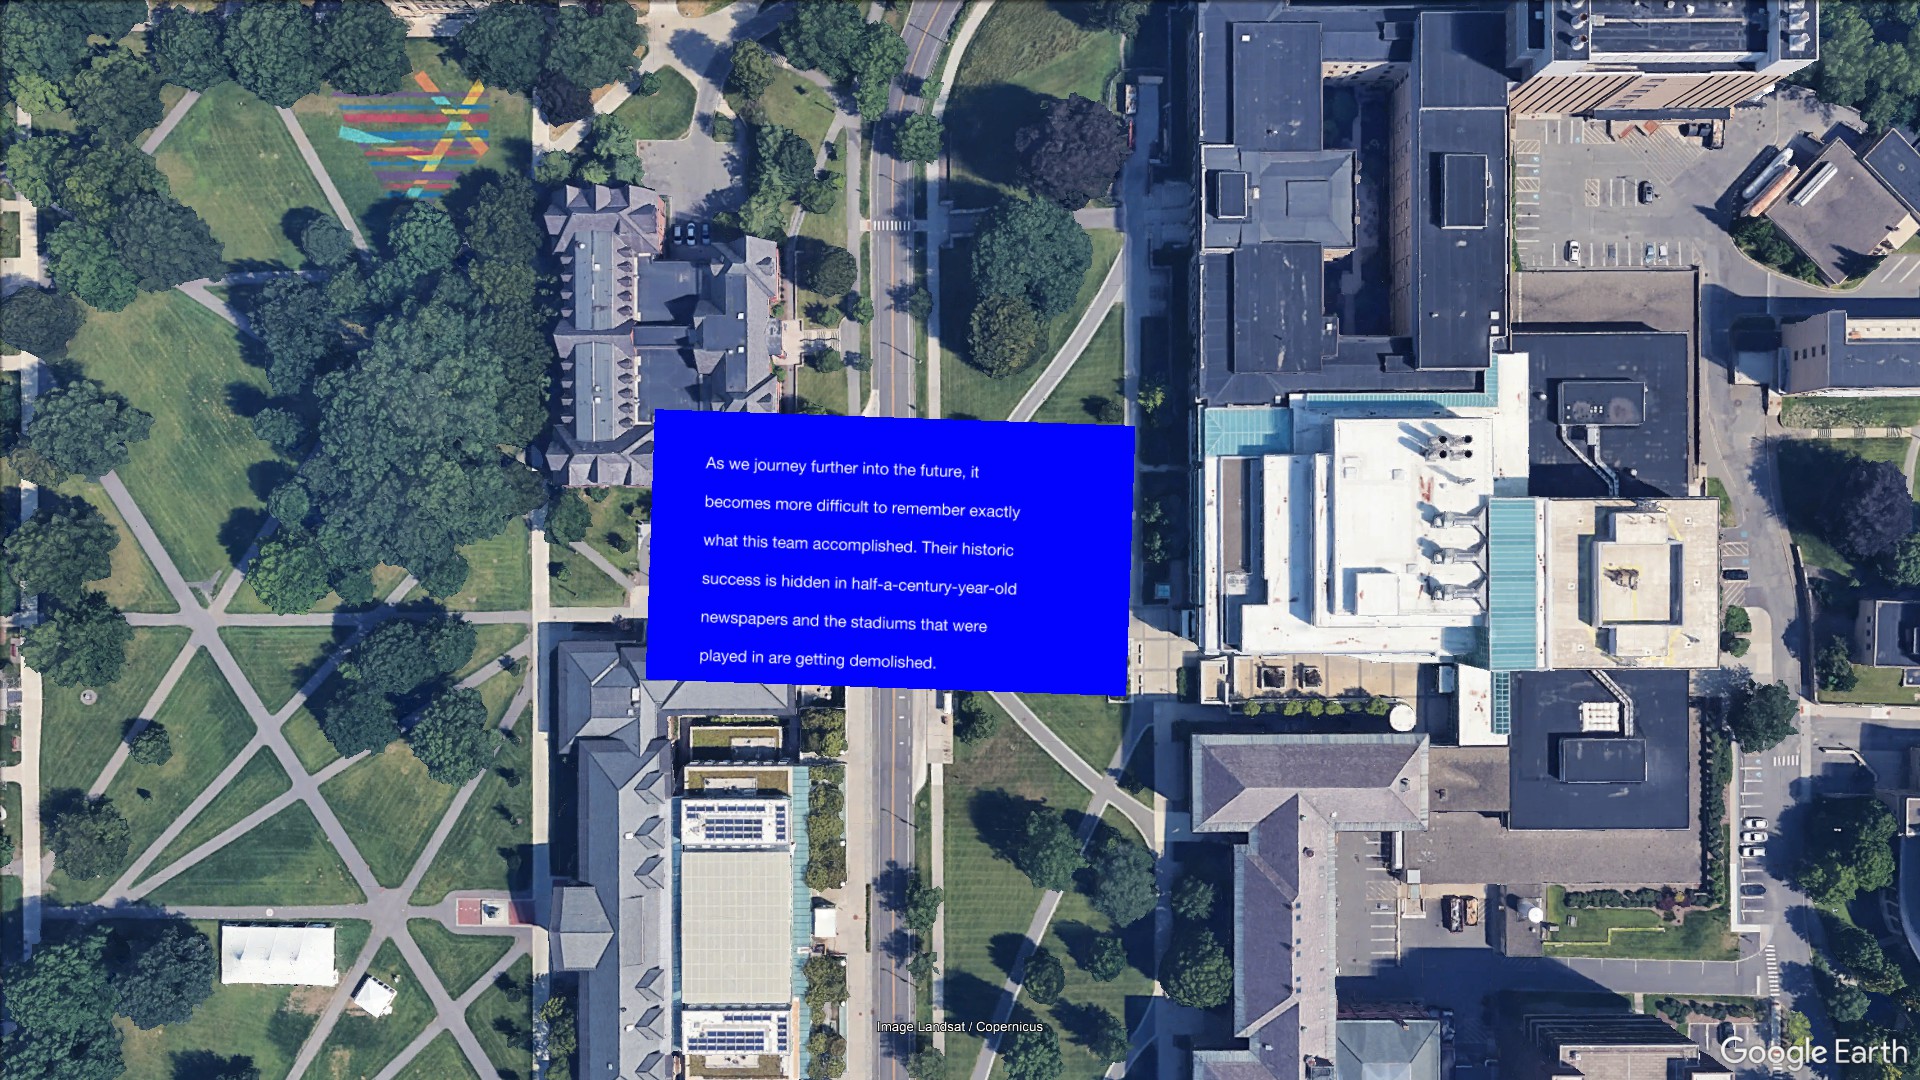 As we journey further into the future, it
becomes more difficult to remember exactly
what this team accomplished. Their historic
success is hidden in half-a-century-year-old
newspapers and the stadiums that were
played in are getting demolished.
Image Landsat / Copernicus
Google Earth